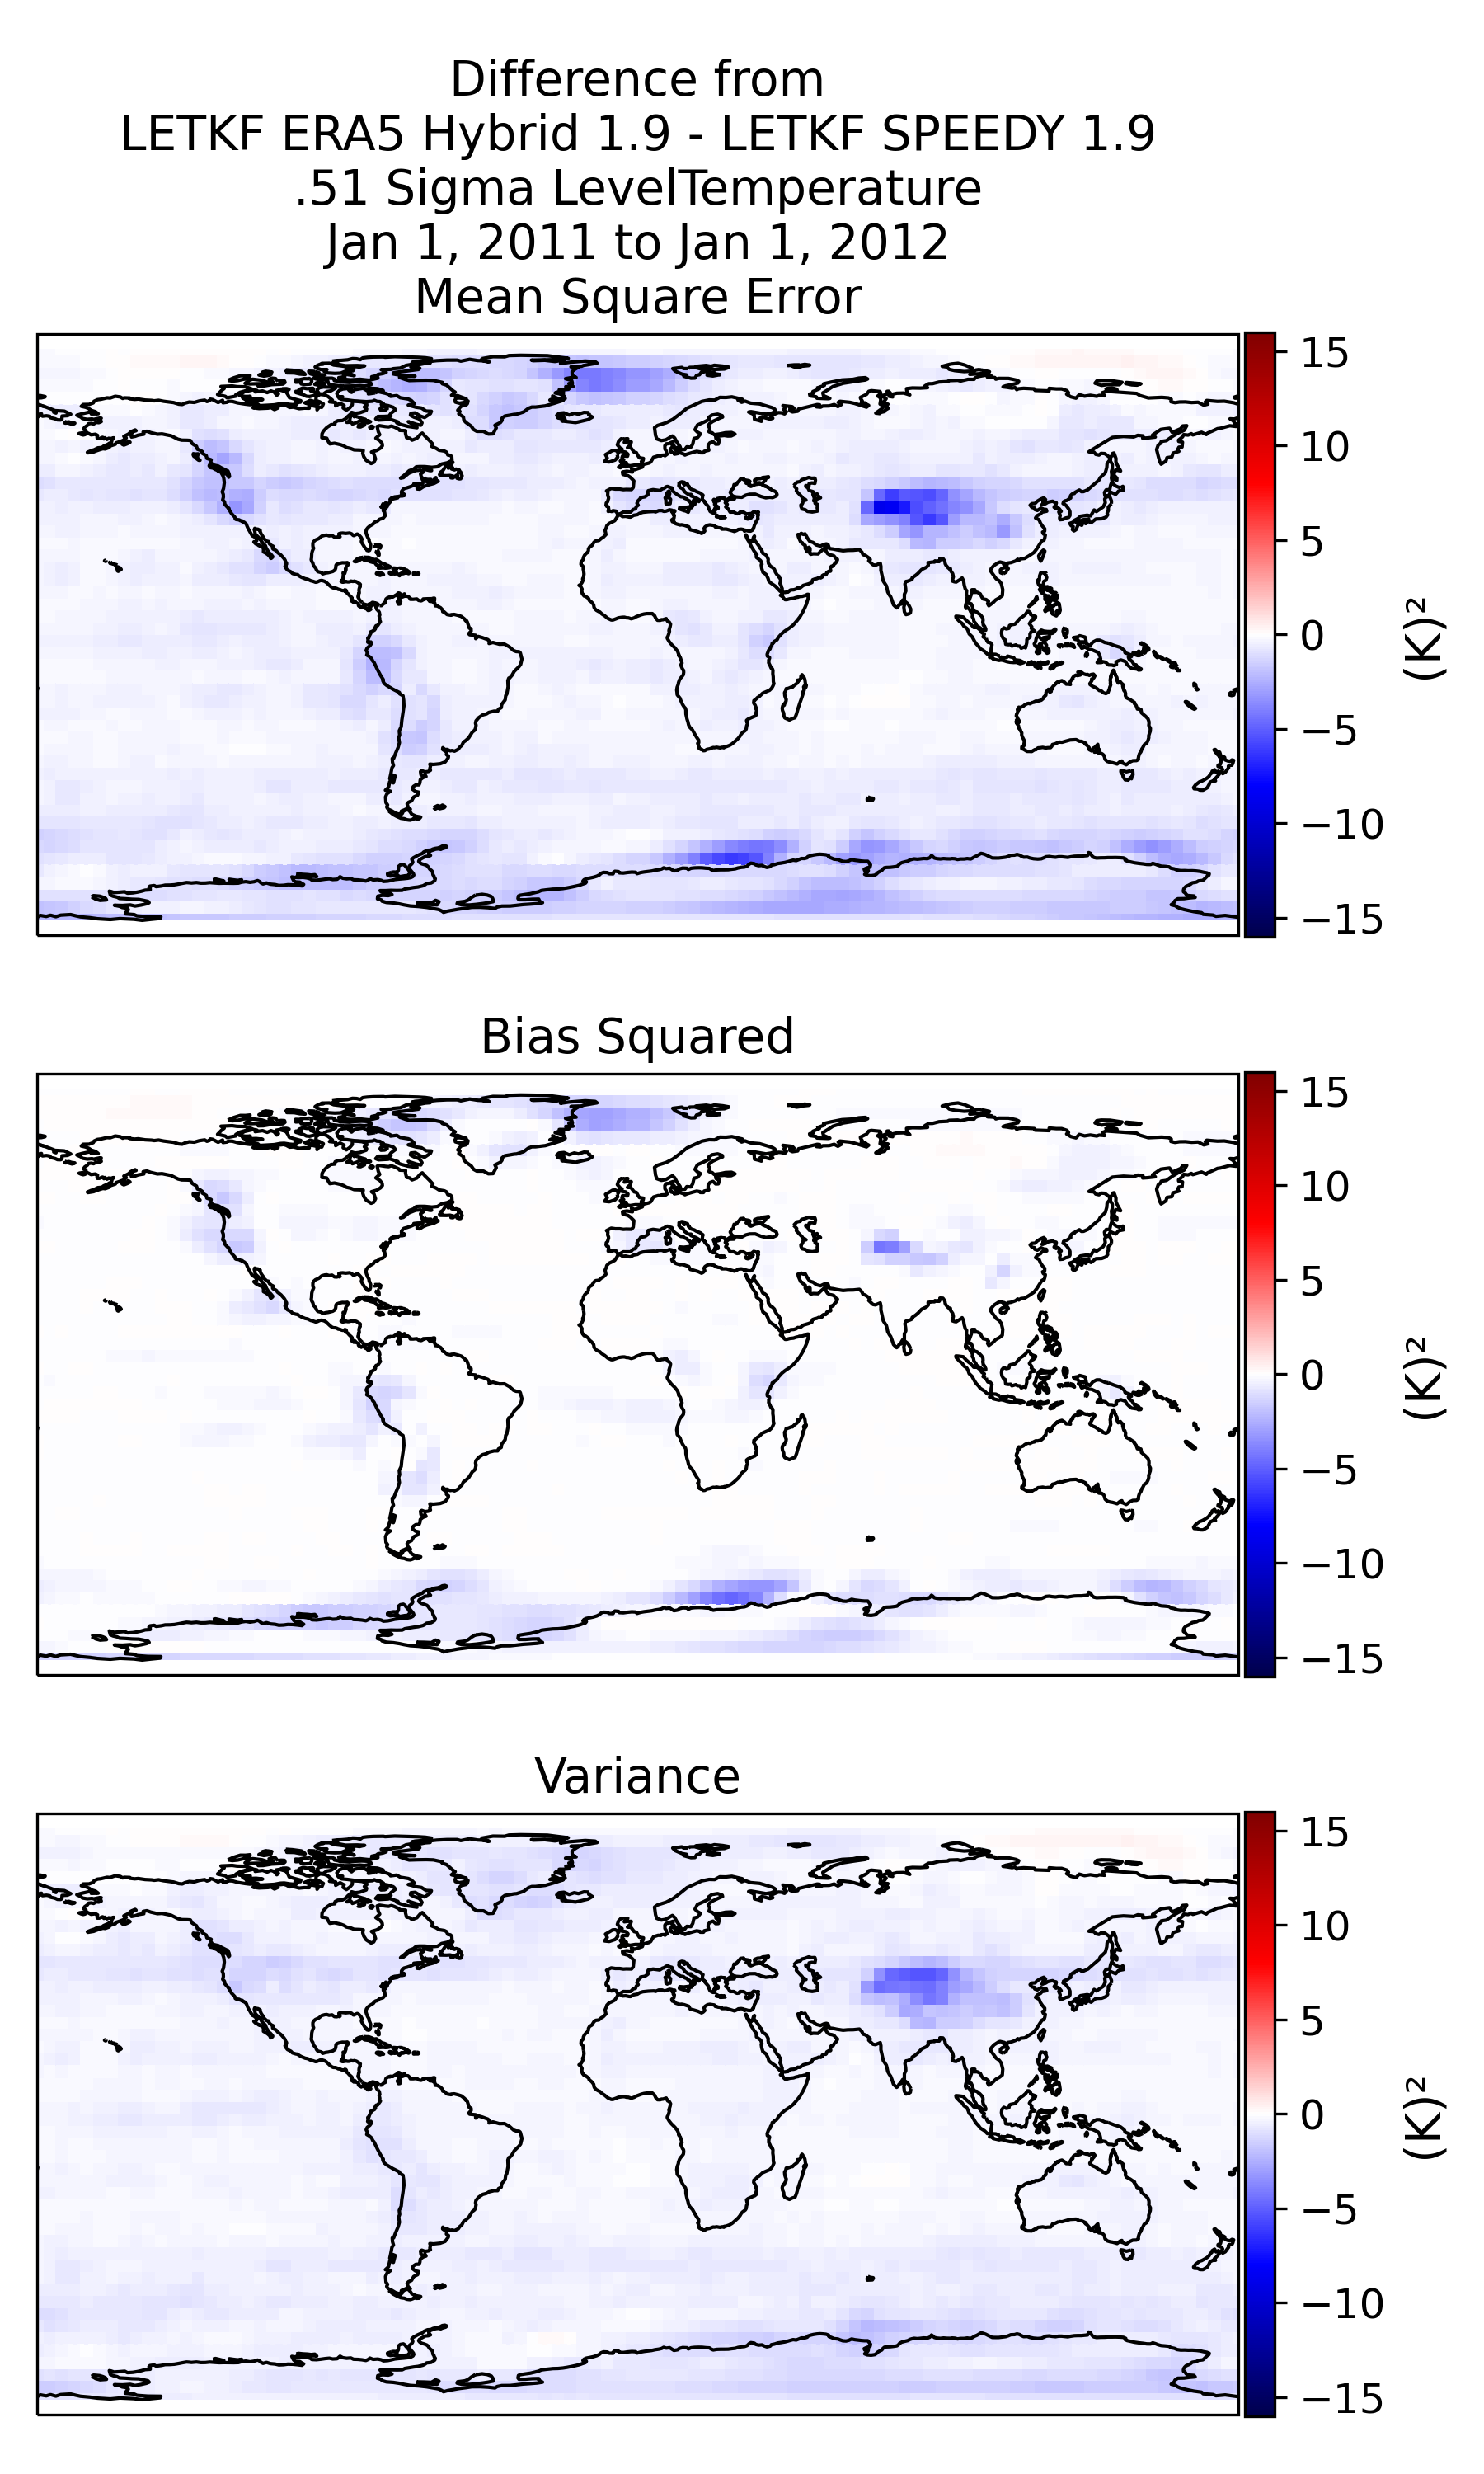 Difference from
LETKF ERA5 Hybrid 1.9 - LETKF SPEEDY 1.9
.51 Sigma LevelTemperature
Jan 1, 2011 to Jan 1, 2012
Mean Square Error
15
10
5
0
−5
−10
−15
(K)²
Bias Squared
15
10
5
0
−5
−10
−15
(K)²
Variance
15
10
5
0
−5
−10
−15
(K)²